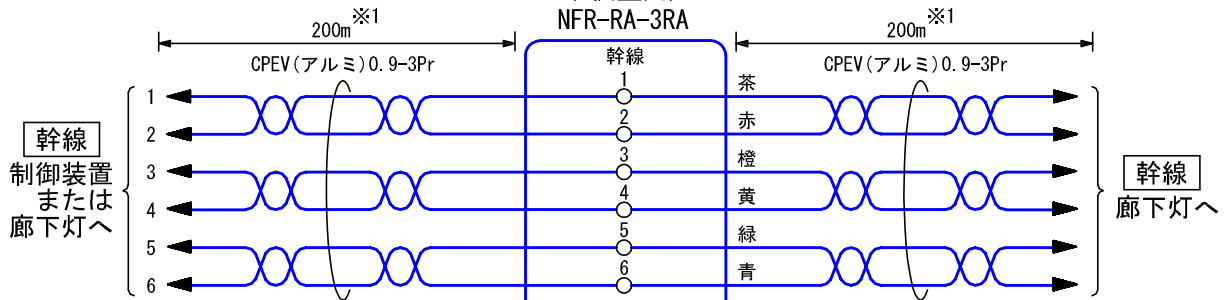 NFR-RA-3RA
200m※1
200m※1
CPEV(アルミ)0.9-3Pr
幹線
CPEV(アルミ)0.9-3Pr
1
1
茶
2
2
赤
3
3
橙
4
4
黄
5
5
緑
6
6
青
幹線
制御装置
または
廊下灯へ
幹線
廊下灯へ